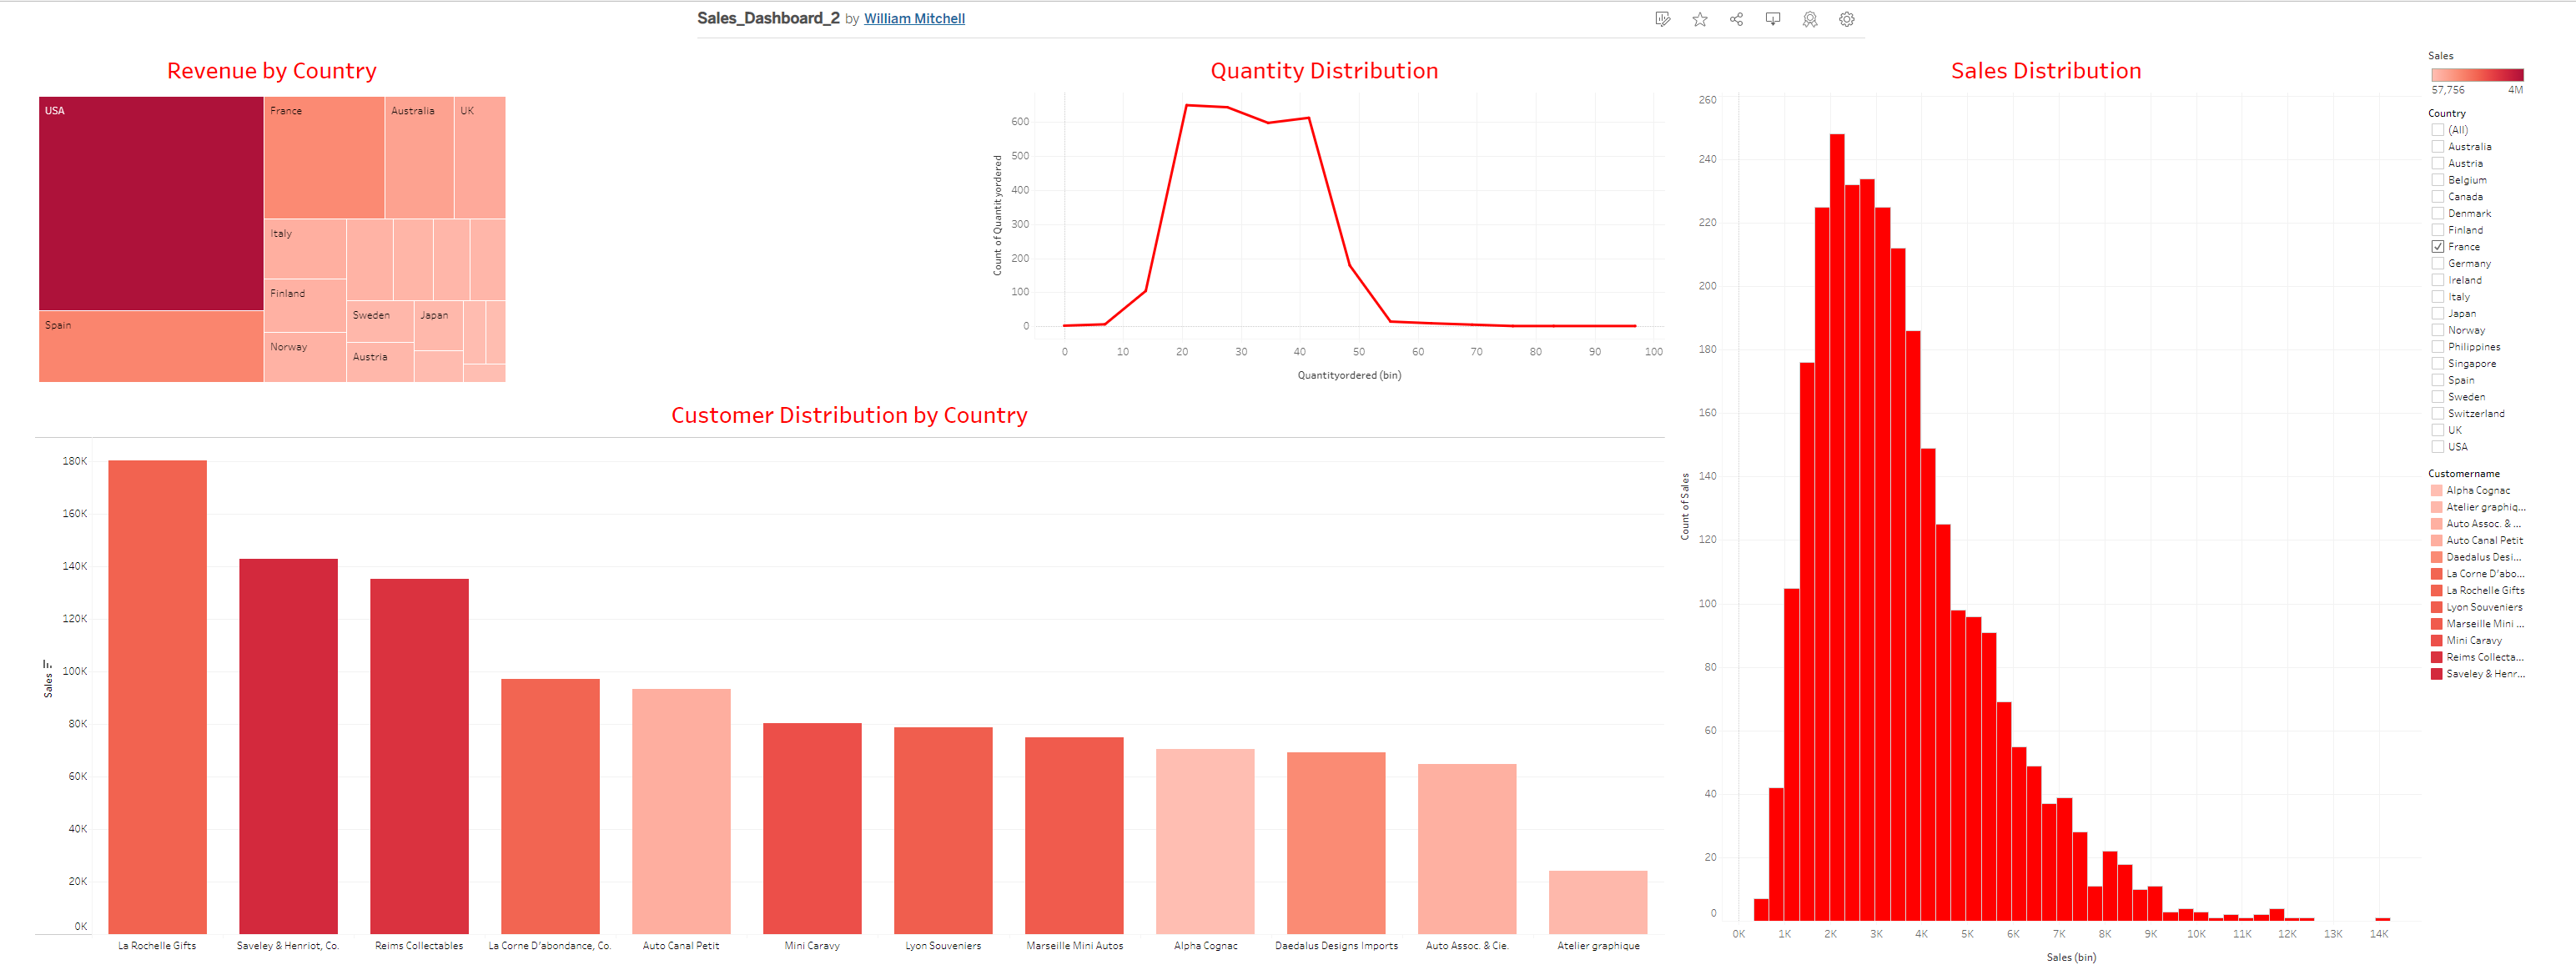 Sales_Dashboard_2 by William Mitchell
Revenue by Country
USA
France
Australia
UK
Italy
Finland
Spain
Norway
Sweden
Japan
Austria
Quantity Distribution
Count of Quantityordered
600
500
400
300
200
100
0
0 10 20 30 40 50 60 70 80 90 100
Quantityordered (bin)
Customer Distribution by Country
Sales
180K
160K
140K
120K
100K
80K
60K
40K
20K
0K
La Rochelle Gifts
Saveley & Henriot, Co.
Reims Collectables
La Corne D'abondance, Co.
Auto Canal Petit
Mini Caravy
Lyon Souveniers
Marseille Mini Autos
Alpha Cognac
Daedalus Designs Imports
Auto Assoc. & Cie.
Atelier graphique
Sales Distribution
Count of Sales
260
240
220
200
180
160
140
120
100
80
60
40
20
0
0K 1K 2K 3K 4K 5K 6K 7K 8K 9K 10K 11K 12K 13K 14K
Sales (bin)
Sales
57,756 4M
Country
(All)
Australia
Austria
Belgium
Canada
Denmark
Finland
France
Germany
Ireland
Italy
Japan
Norway
Philippines
Singapore
Spain
Sweden
Switzerland
UK
USA
Customername
Alpha Cognac
Atelier graphiq...
Auto Assoc. & ...
Auto Canal Petit
Daedalus Desi...
La Corne D'abo...
La Rochelle Gifts
Lyon Souveniers
Marseille Mini ...
Mini Caravy
Reims Collecta...
Saveley & Henr...